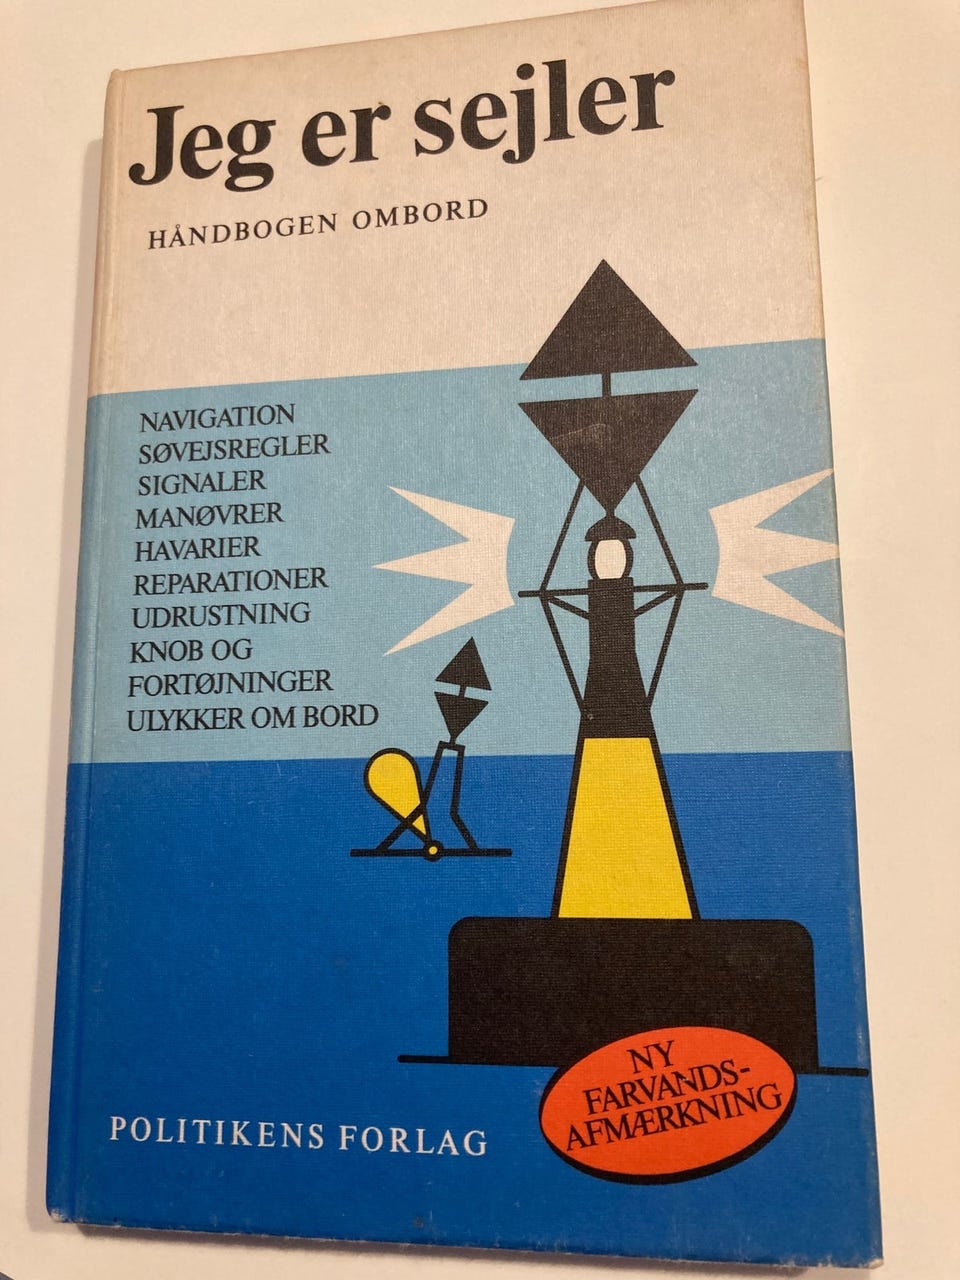 Jeg er sejler
HÅNDBOGEN OMBORD
NAVIGATION
SØVEJSREGLER
SIGNALER
MANØVRER
HAVARIER
REPARATIONER
UDRUSTNING
KNOB OG
FORTØJNINGER
ULYKKER OM BORD
NY
FARVANDS-
AFMÆRKNING
POLITIKENS FORLAG